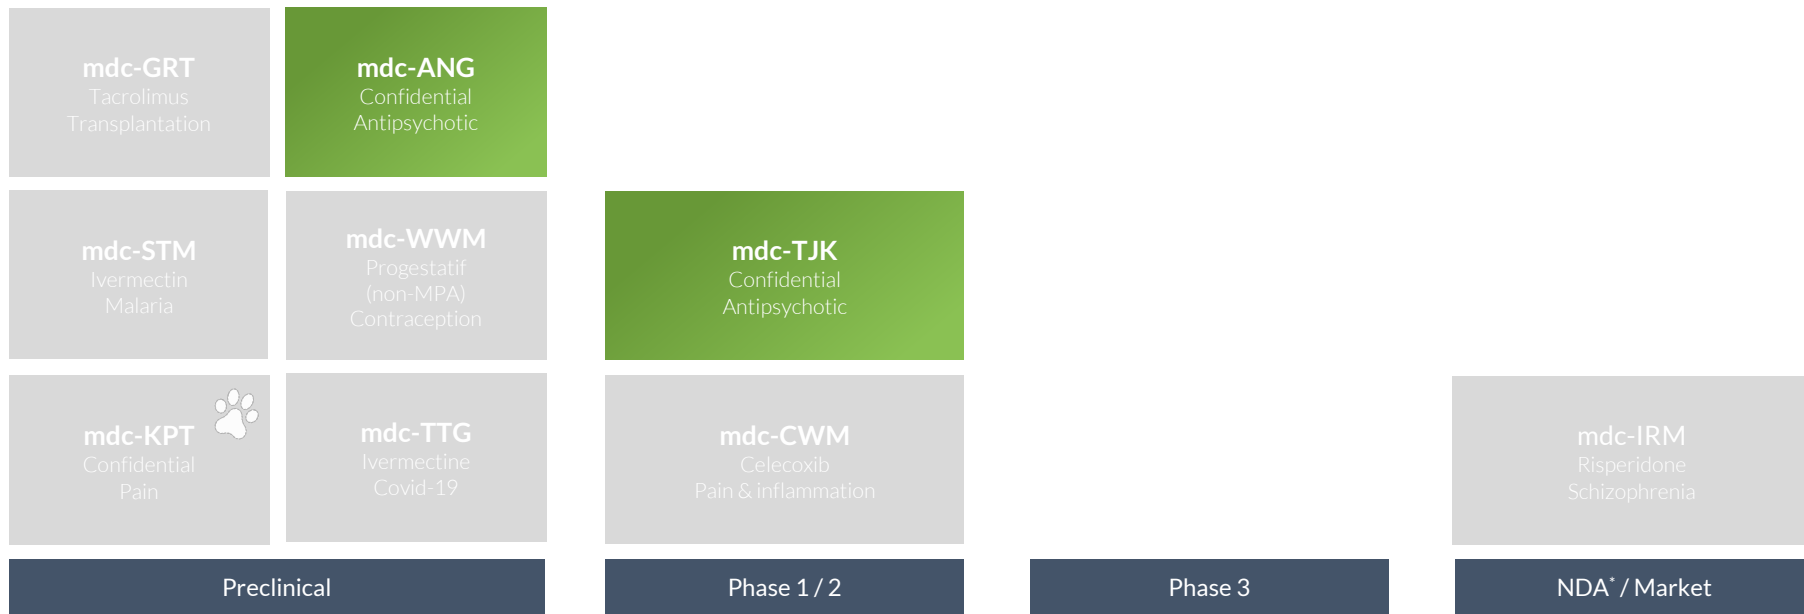 mdc-GRT
Tacrolimus
Transplantation
mdc-ANG
Confidential
Antipsychotic
mdc-STM
Ivermectin
Malaria
mdc-WWM
Progestatif
(non-MPA)
Contraception
mdc-TJK
Confidential
Antipsychotic
mdc-KPT
Confidential
Pain
mdc-TTG
Ivermectine
Covid-19
mdc-CWM
Celecoxib
Pain & inflammation
mdc-IRM
Risperidone
Schizophrenia
Preclinical
Phase 1 / 2
Phase 3
NDA* / Market